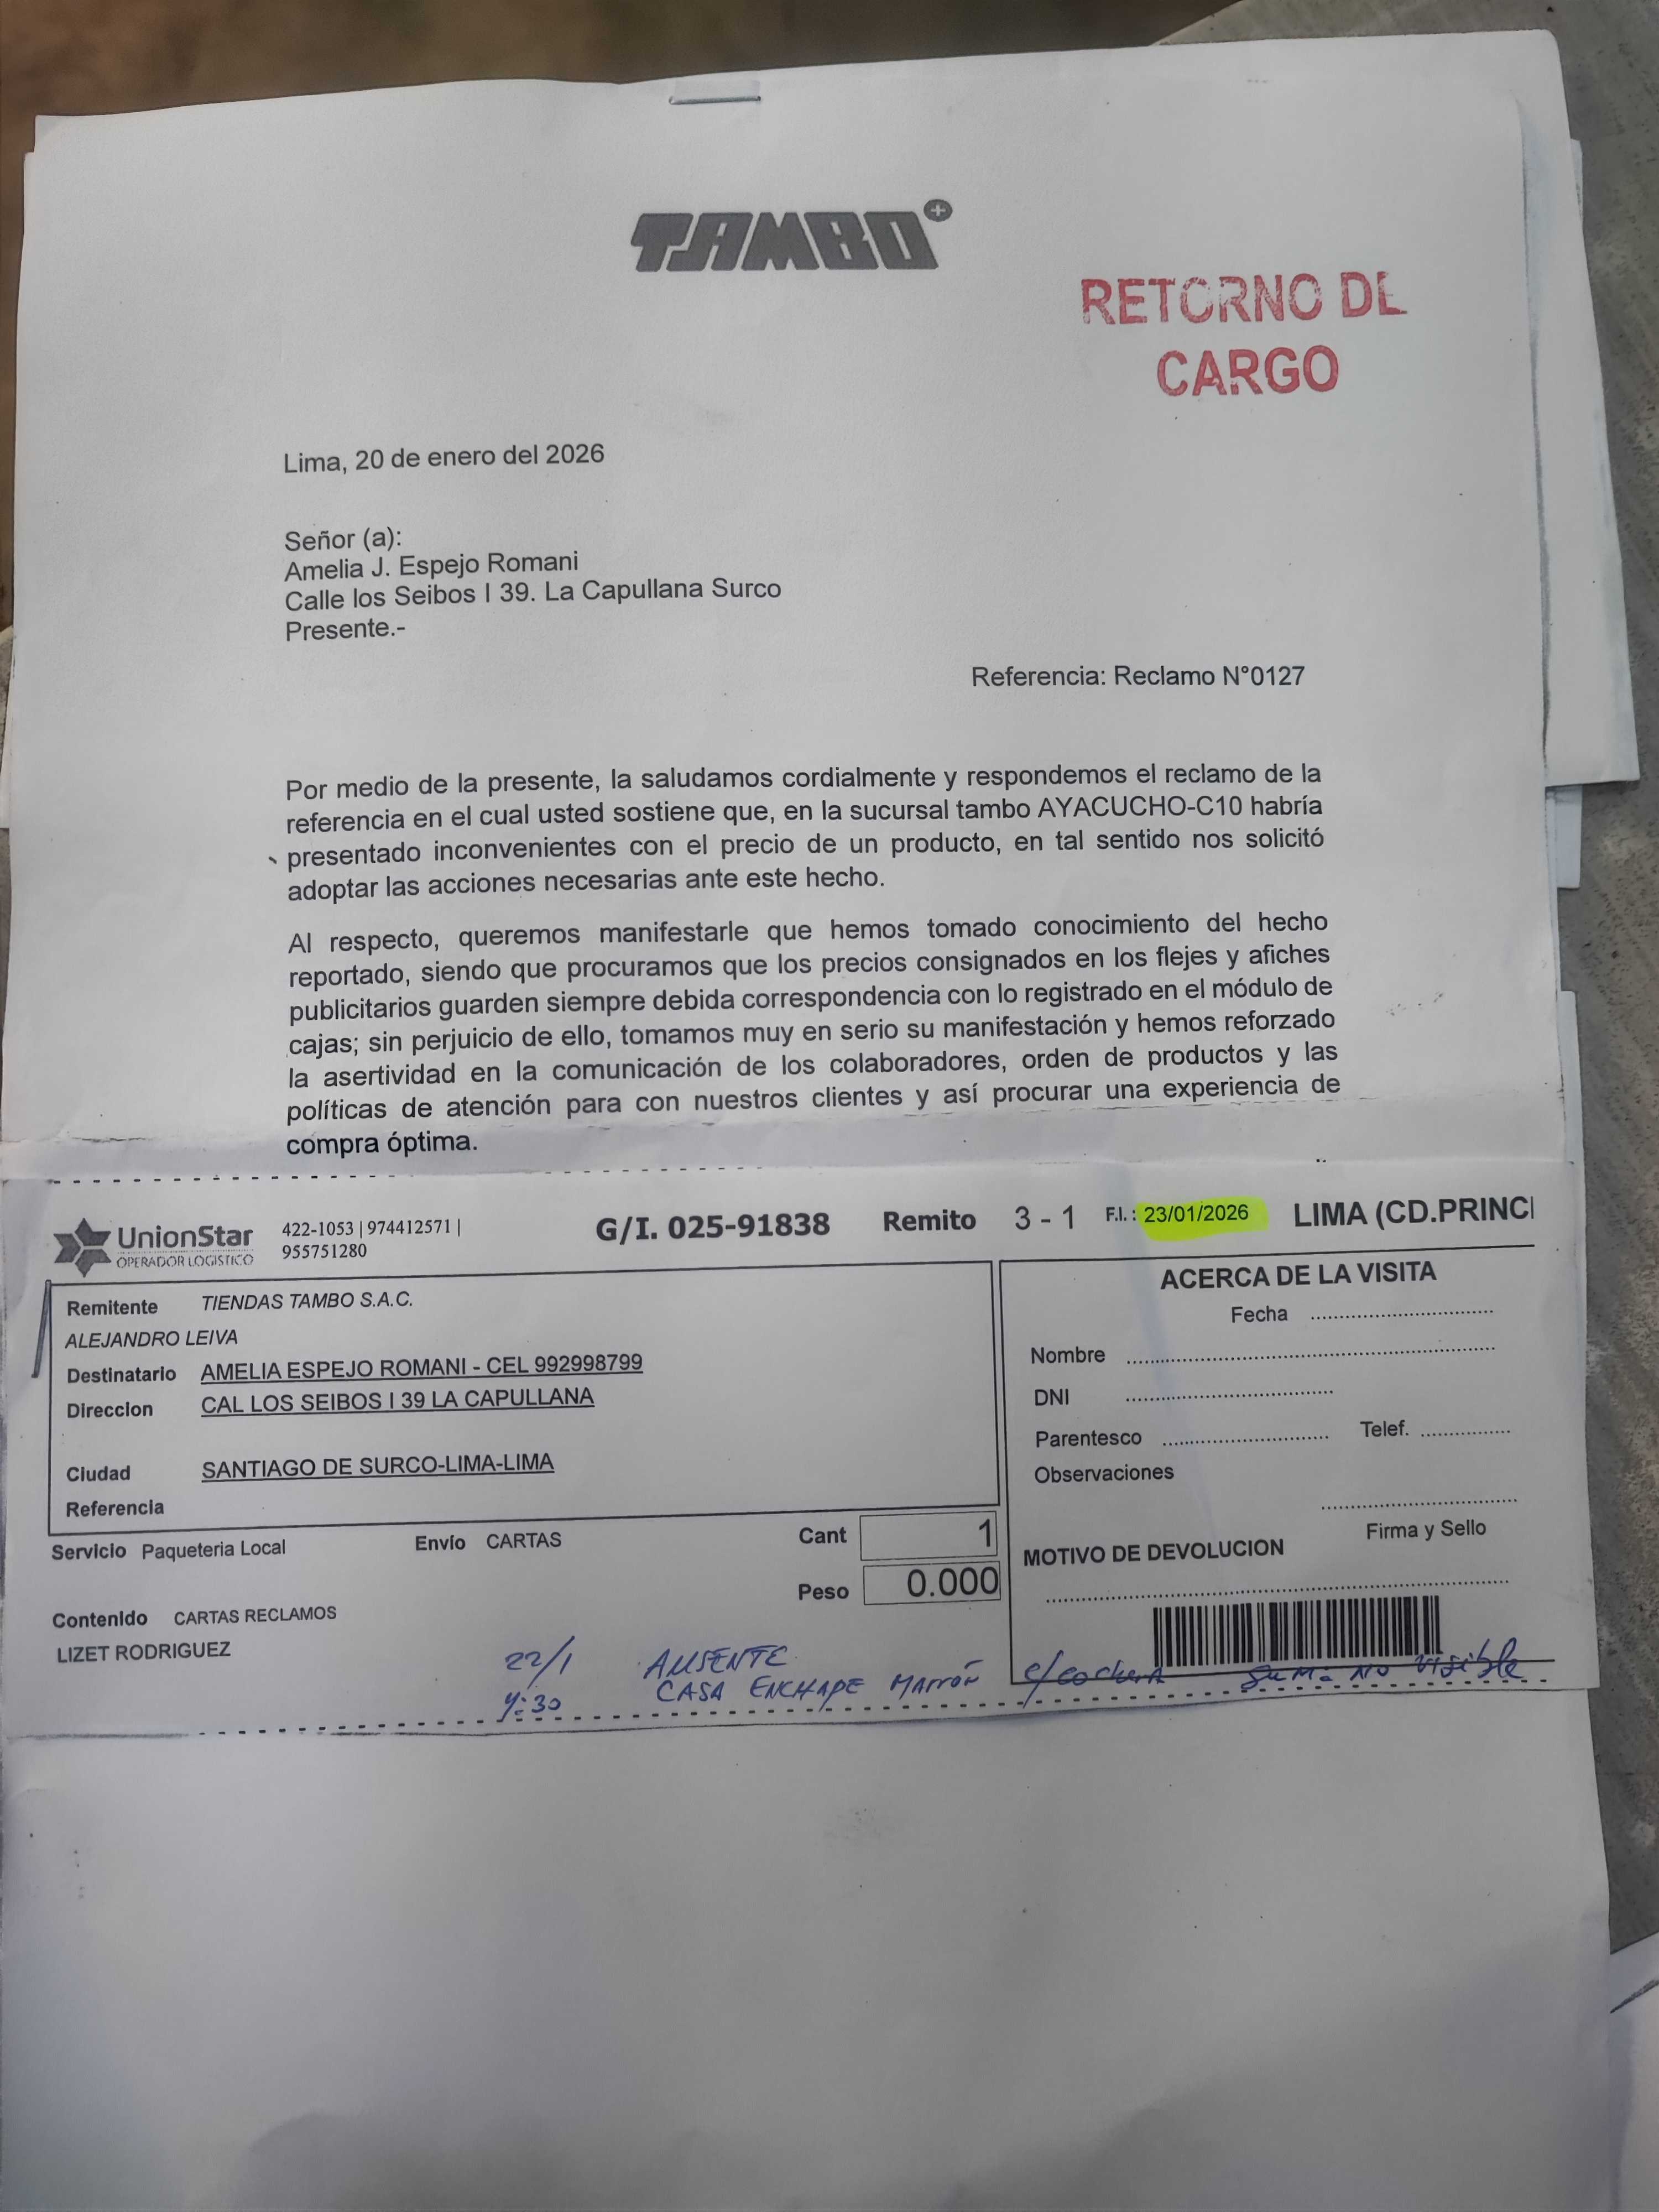 TAMBO+
RETORNO DE
CARGO
Lima, 20 de enero del 2026
Señor (a):
Amelia J. Espejo Romani
Calle los Seibos I 39. La Capullana Surco
Presente.-
Referencia: Reclamo N°0127
Por medio de la presente, la saludamos cordialmente y respondemos el reclamo de la
referencia en el cual usted sostiene que, en la sucursal tambo AYACUCHO-C10 habría
presentado inconvenientes con el precio de un producto, en tal sentido nos solicitó
adoptar las acciones necesarias ante este hecho.
Al respecto, queremos manifestarle que hemos tomado conocimiento del hecho
reportado, siendo que procuramos que los precios consignados en los flejes y afiches
publicitarios guarden siempre debida correspondencia con lo registrado en el módulo de
cajas; sin perjuicio de ello, tomamos muy en serio su manifestación y hemos reforzado
la asertividad en la comunicación de los colaboradores, orden de productos y las
políticas de atención para con nuestros clientes y así procurar una experiencia de
compra óptima.
UnionStar
OPERADOR LOGISTICO
422-1053 | 974412571 |
955751280
G/I. 025-91838 Remito 3 - 1 F.I.: 23/01/2026 LIMA (CD.PRINCI
Remitente TIENDAS TAMBO S.A.C.
ALEJANDRO LEIVA
Destinatario AMELIA ESPEJO ROMANI - CEL 992998799
Direccion CAL LOS SEIBOS I 39 LA CAPULLANA
Ciudad SANTIAGO DE SURCO-LIMA-LIMA
Referencia
Servicio Paqueteria Local Envío CARTAS Cant 1
Peso 0.000
Contenido CARTAS RECLAMOS
LIZET RODRIGUEZ
ACERCA DE LA VISITA
Fecha
Nombre
DNI
Parentesco Telef.
Observaciones
Firma y Sello
MOTIVO DE DEVOLUCION
22/1 AUSENTE
4:30 CASA ENCHAPE MARRÓN c/cochera SUM: NO Visible